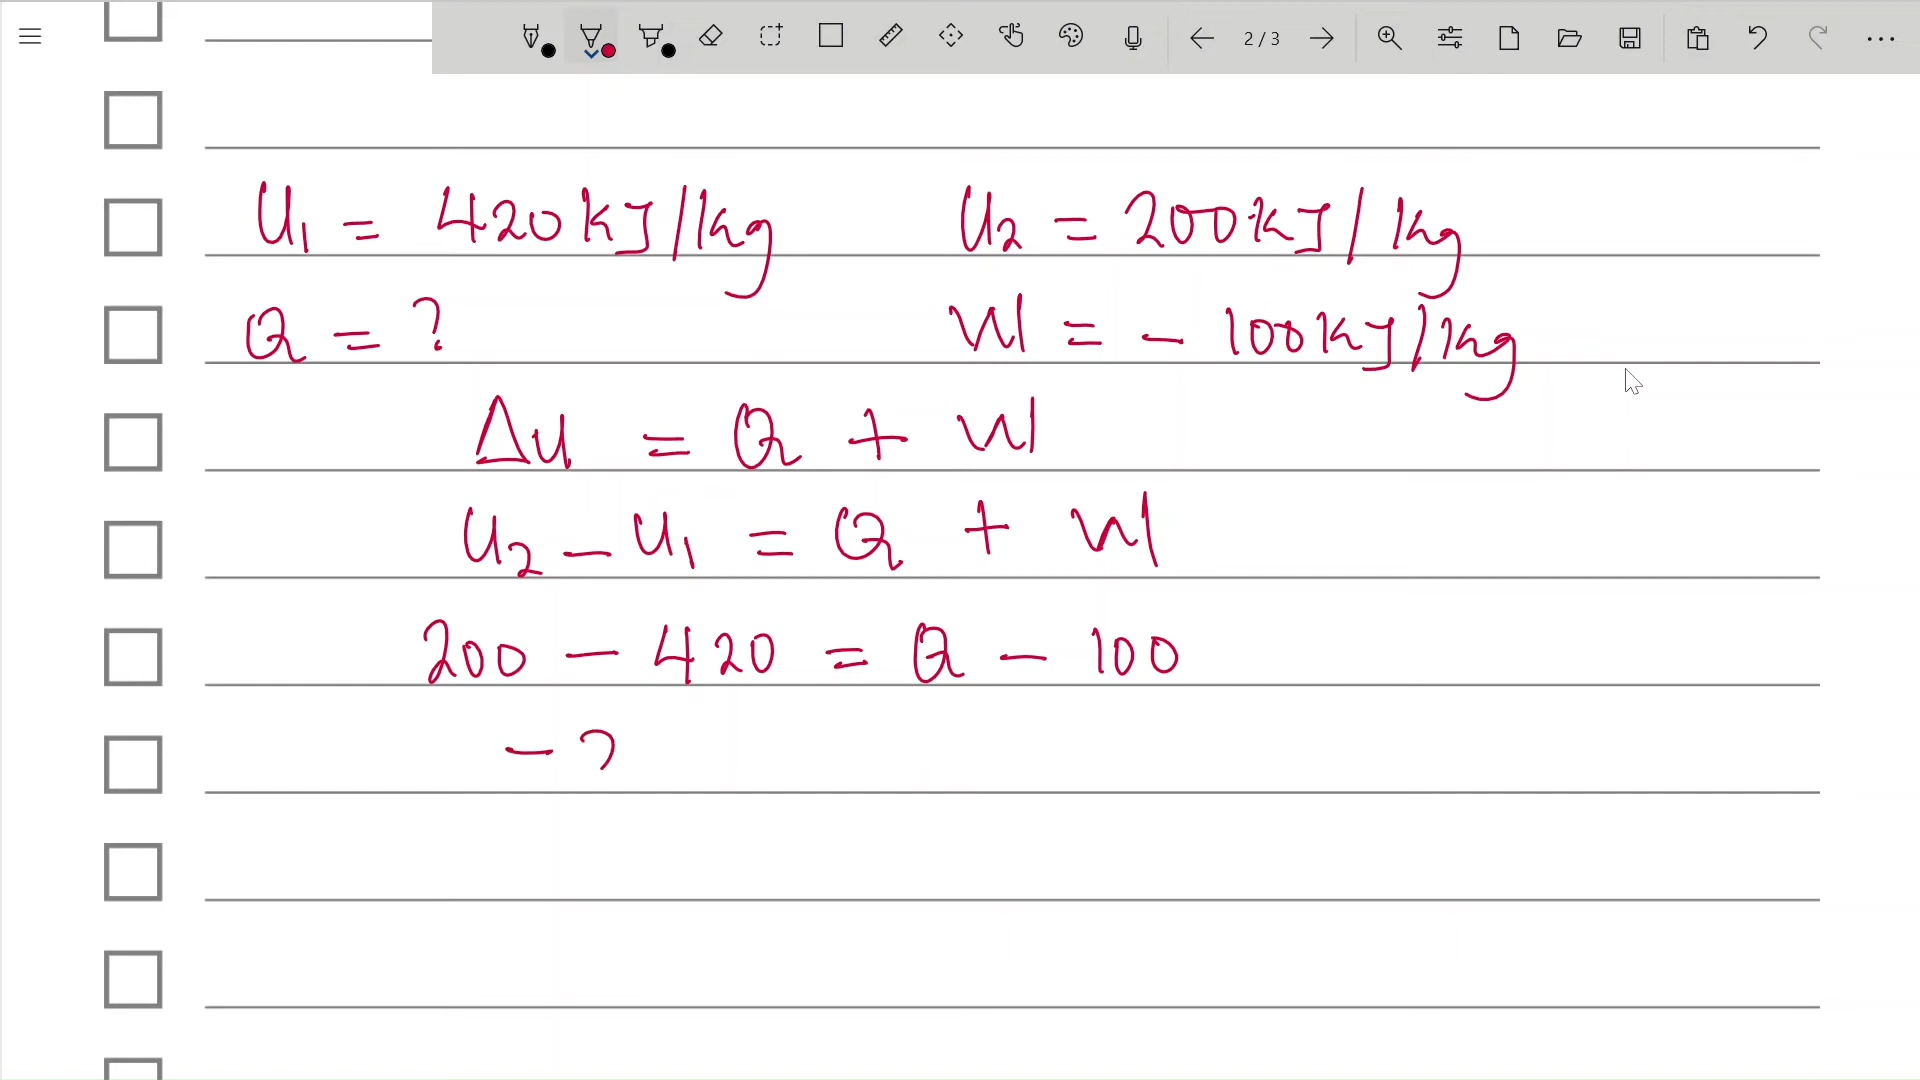 2 / 3
U₁ = 420 kJ/kg U₂ = 200 kJ/kg
Q = ? W = - 100 kJ/kg
ΔU = Q + W
U₂ - U₁ = Q + W
200 - 420 = Q - 100
-